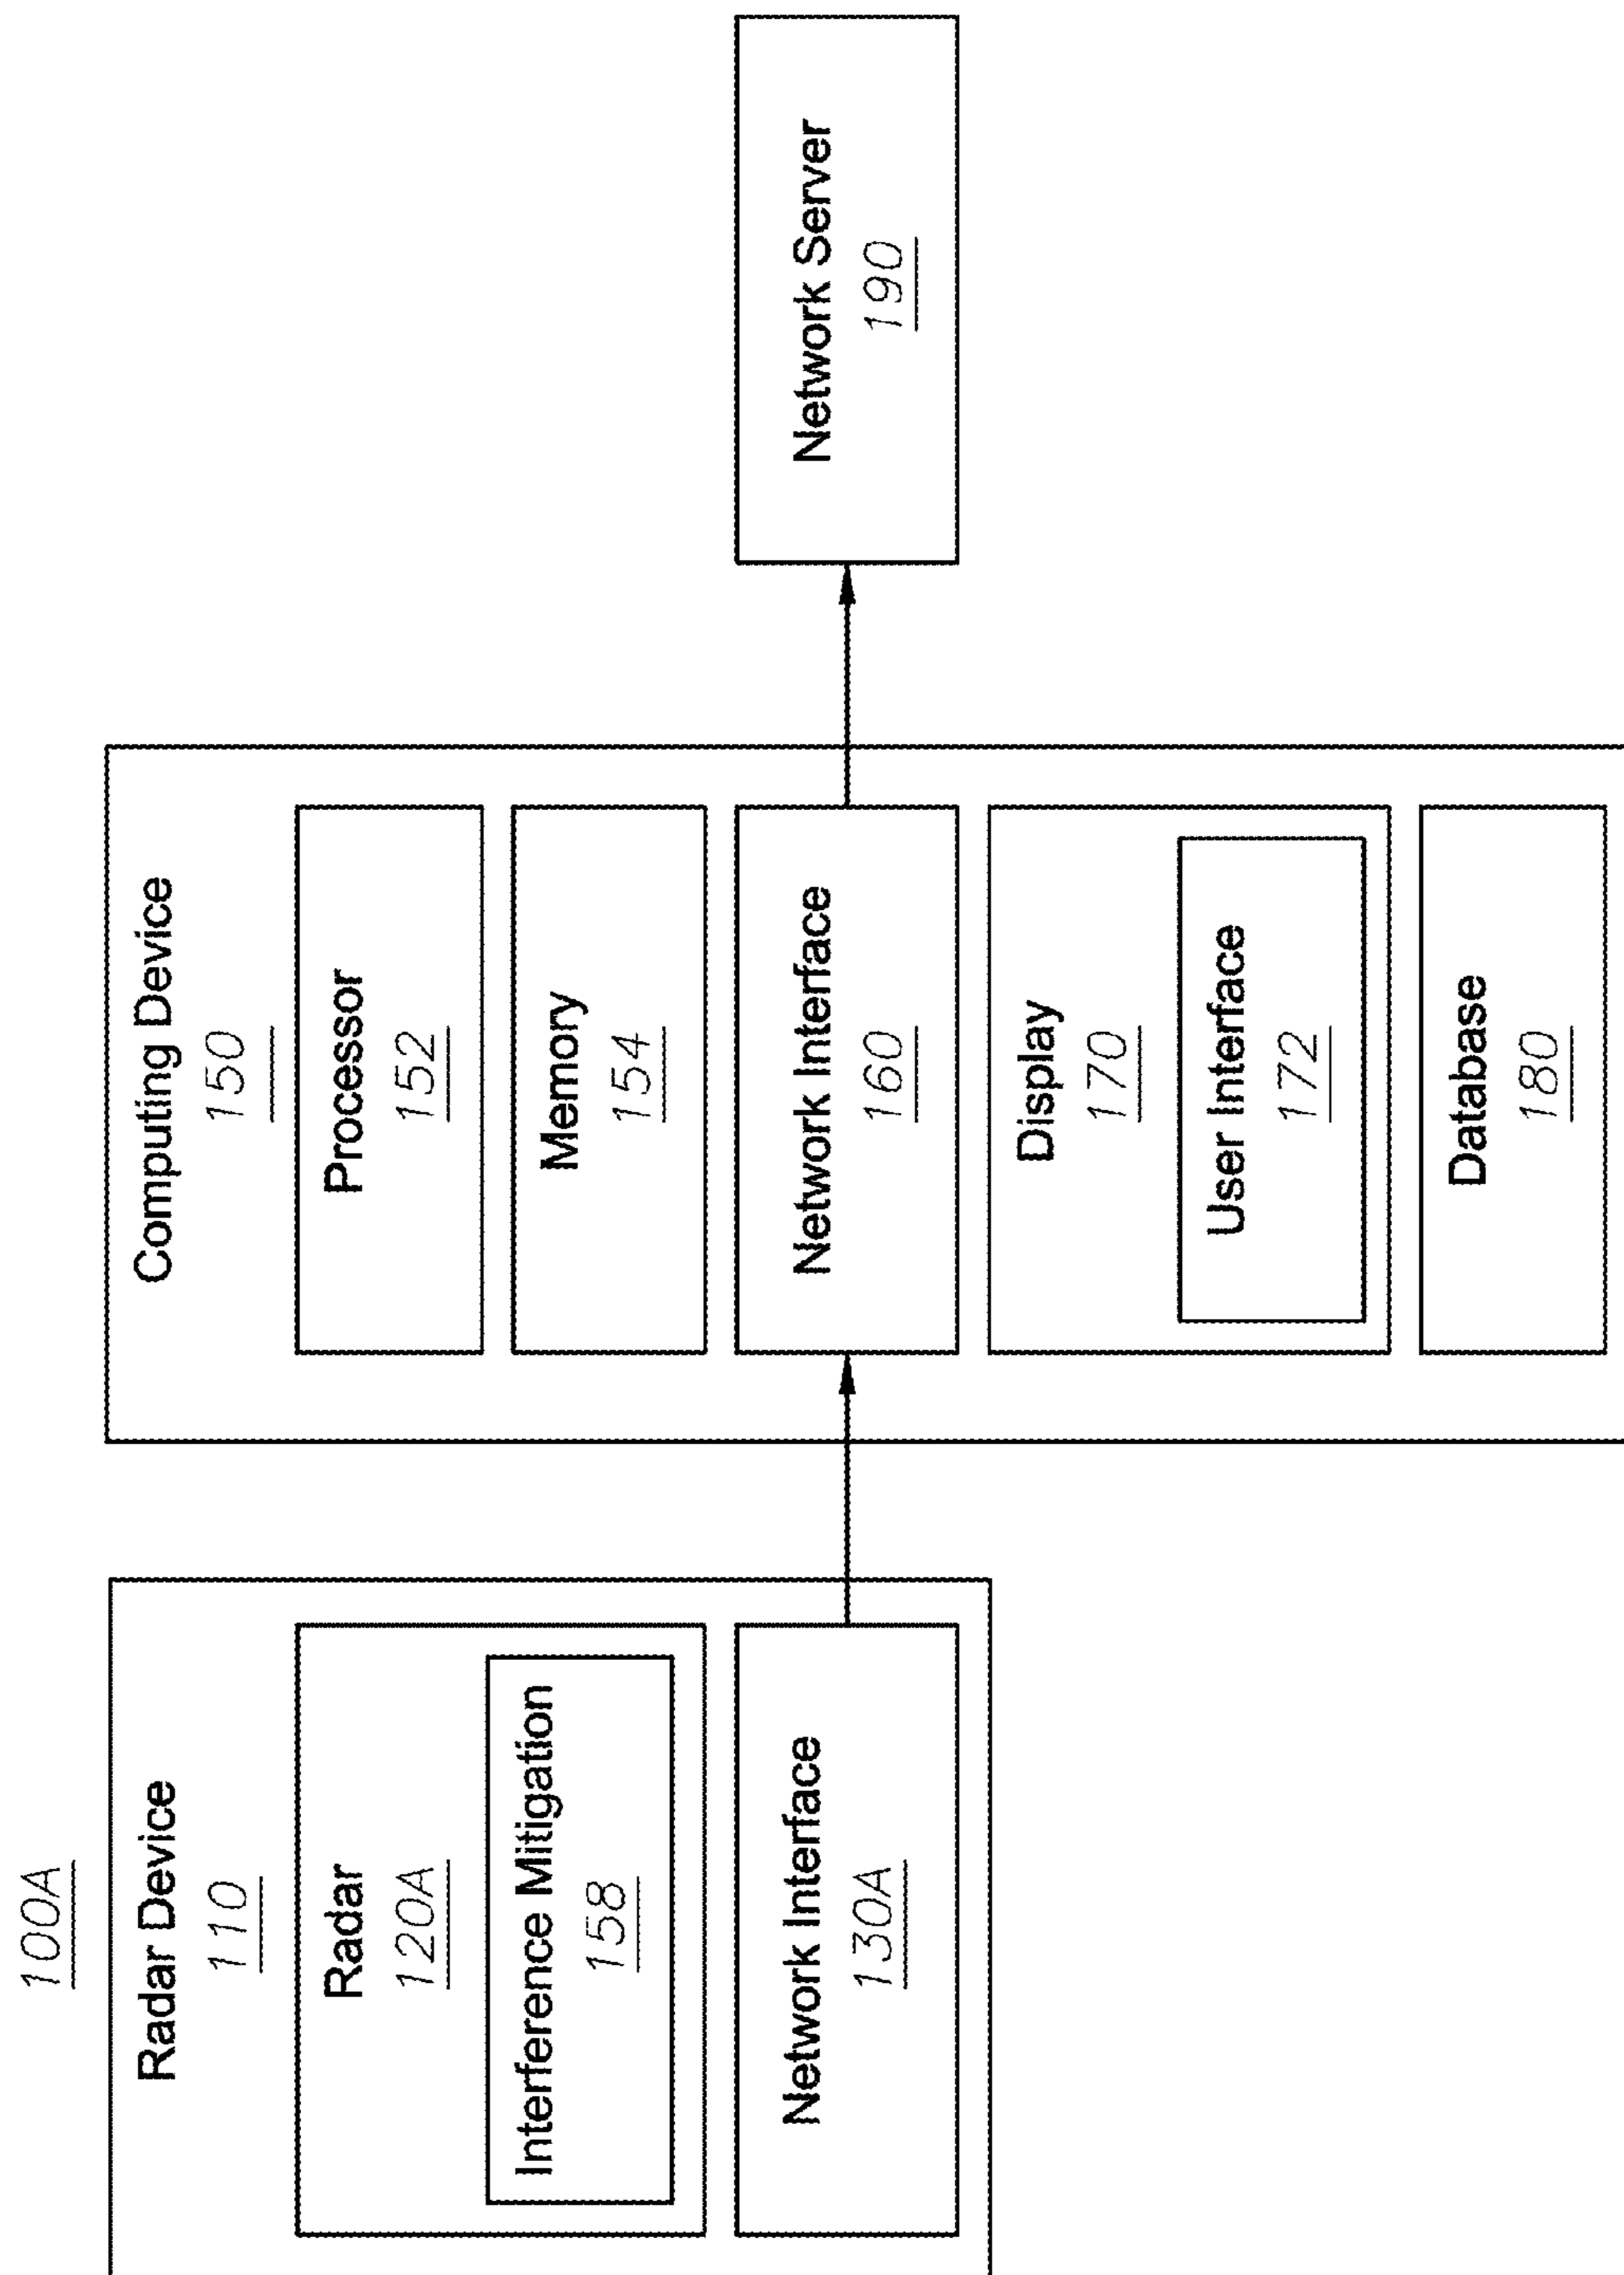 100A
Radar Device
110
Radar
120A
Interference Mitigation
158
Network Interface
130A
Computing Device
150
Processor
152
Memory
154
Network Interface
160
Display
170
User Interface
172
Database
180
Network Server
190